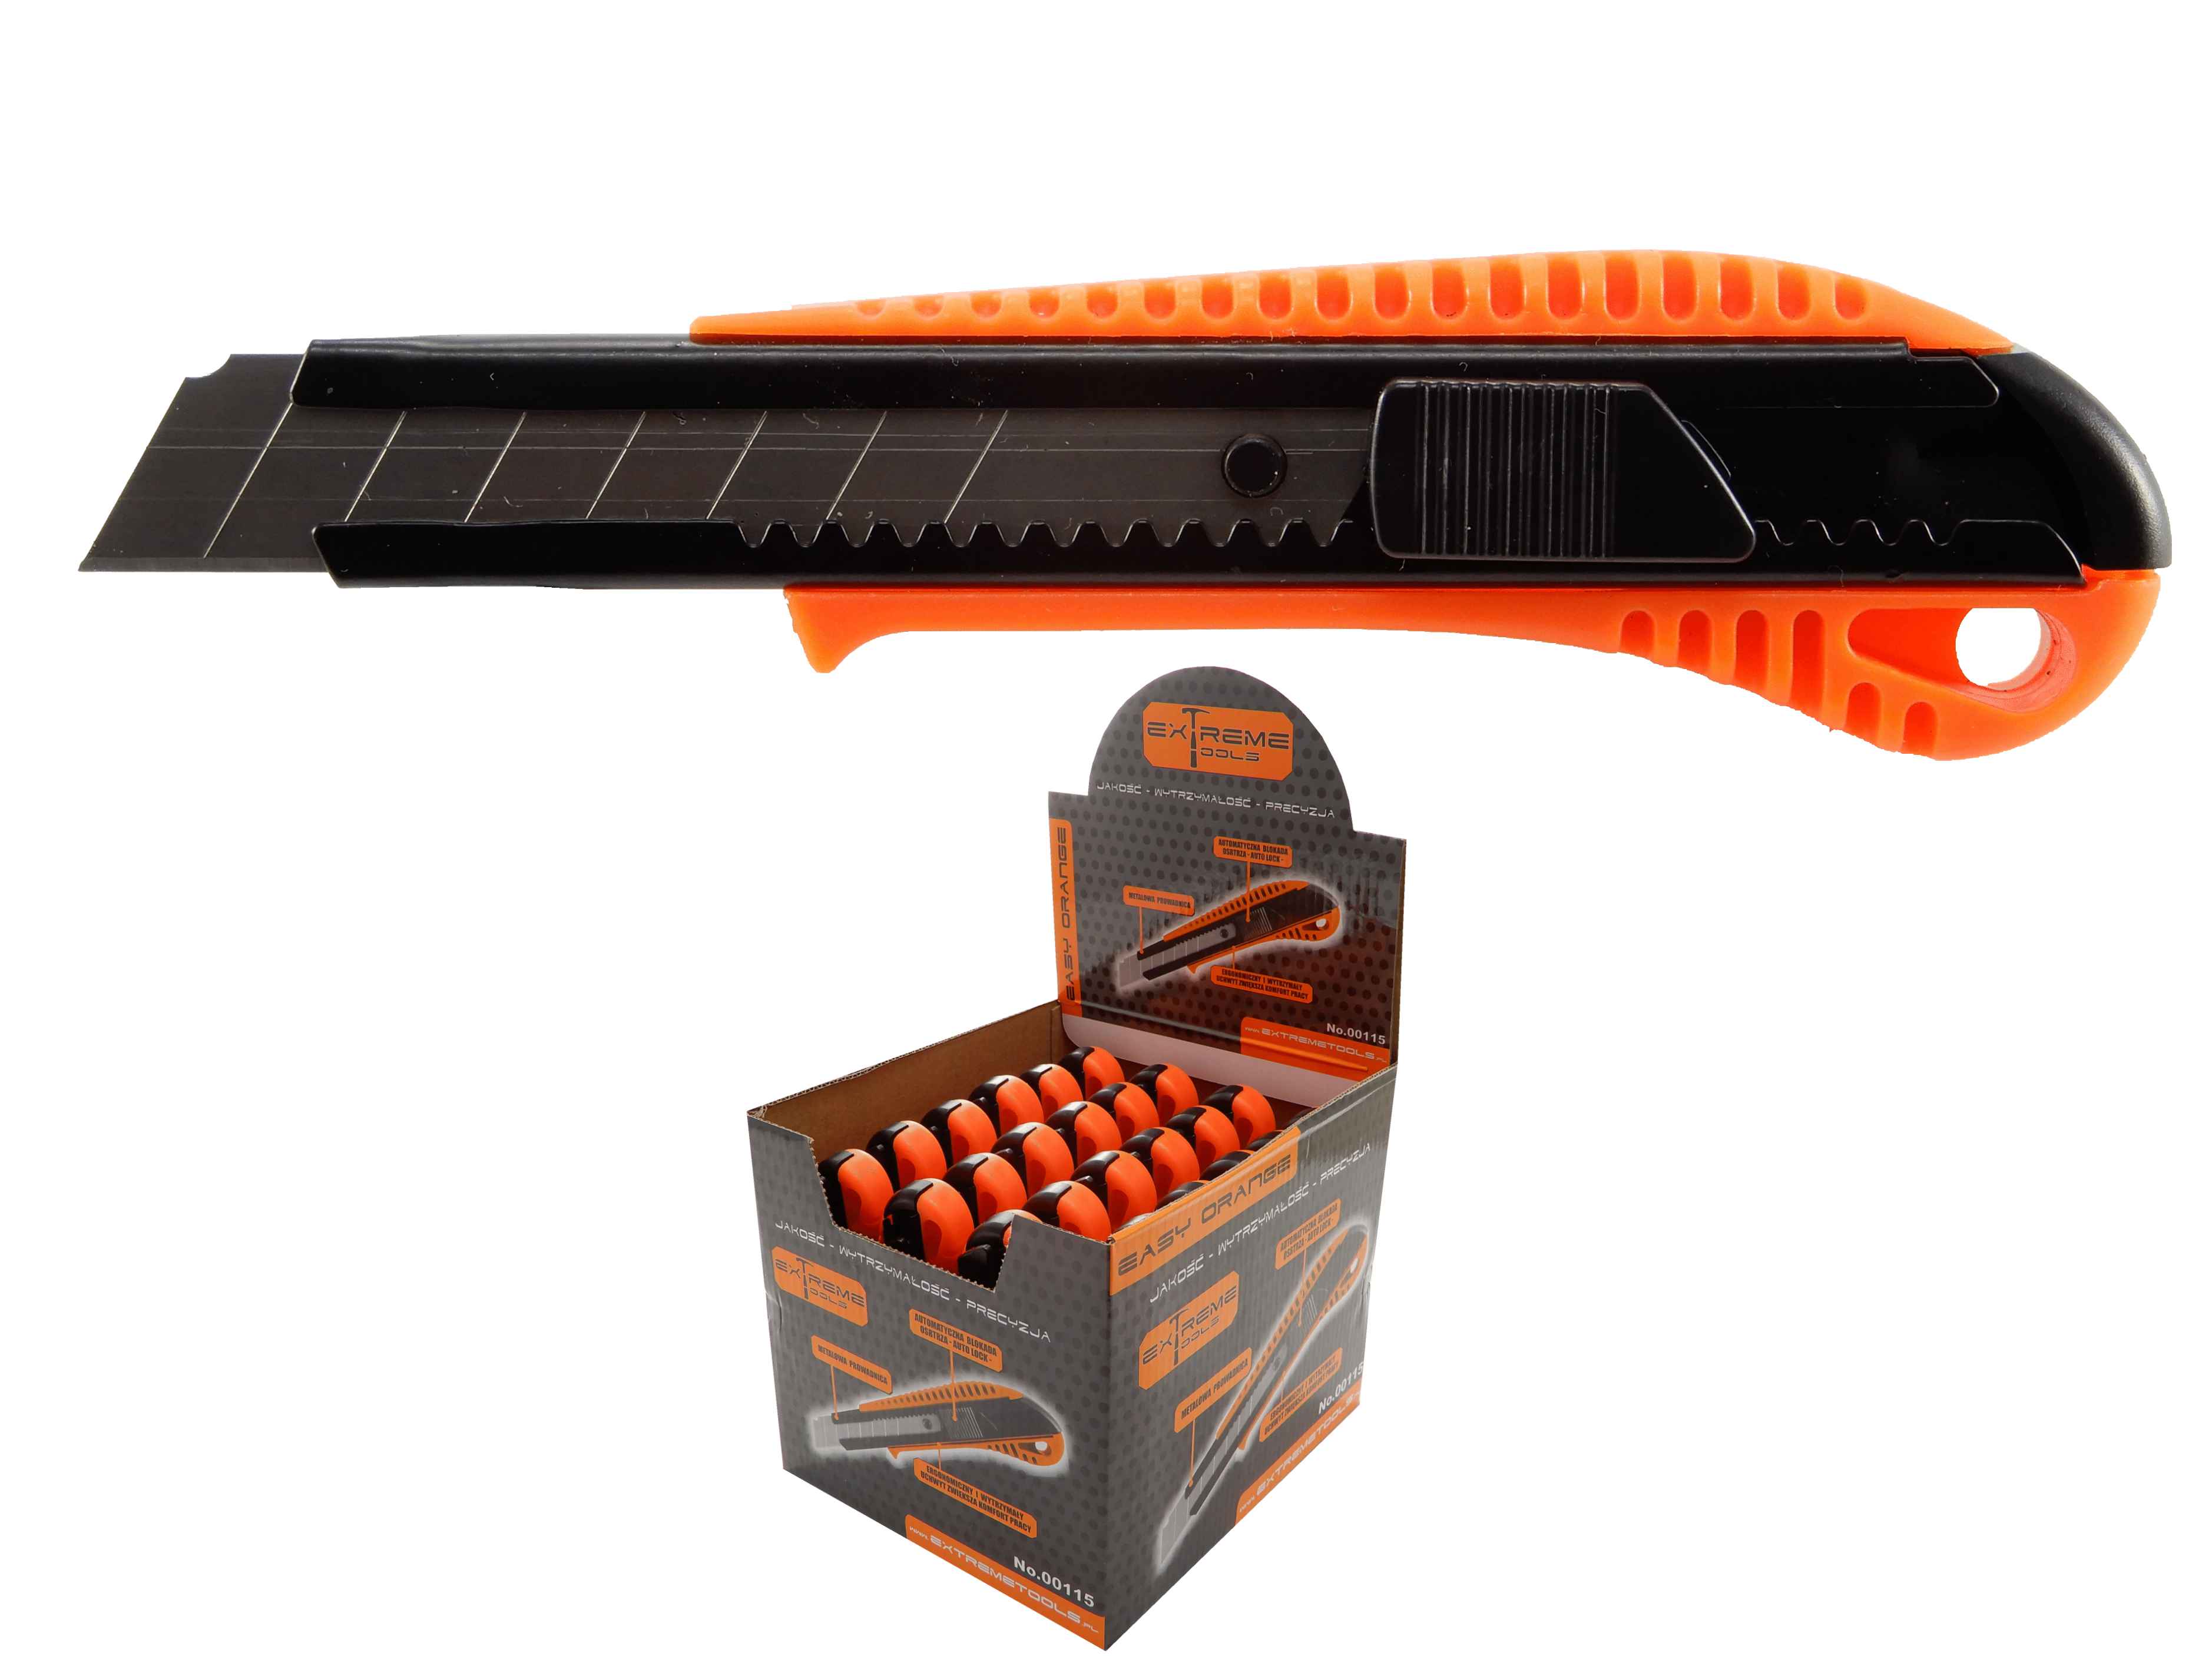 EXTREME
TOOLS
JAKOŚĆ - WYTRZYMAŁOŚĆ - PRECYZJA
AUTOMATYCZNA BLOKADA
OSRTRZA - AUTO LOCK -
METALOWA PROWADNICA
EASY ORANGE
ERGONOMICZNY I WYTRZYMAŁY
UCHWYT ZWIĘKSZA KOMFORT PRACY
No.00115
www.EXTREMETOOLS.PL
EASY ORANGE
JAKOŚĆ - WYTRZYMAŁOŚĆ - PRECYZJA
EXTREME
TOOLS
AUTOMATYCZNA BLOKADA
OSRTRZA - AUTO LOCK -
METALOWA PROWADNICA
ERGONOMICZNY I WYTRZYMAŁY
UCHWYT ZWIĘKSZA KOMFORT PRACY
No.00115
www.EXTREMETOOLS.PL
JAKOŚĆ - WYTRZYMAŁOŚĆ - PRECYZJA
EXTREME
TOOLS
AUTOMATYCZNA BLOKADA
OSRTRZA - AUTO LOCK -
METALOWA PROWADNICA
ERGONOMICZNY I WYTRZYMAŁY
UCHWYT ZWIĘKSZA KOMFORT PRACY
No.00115
www.EXTREMETOOLS.PL